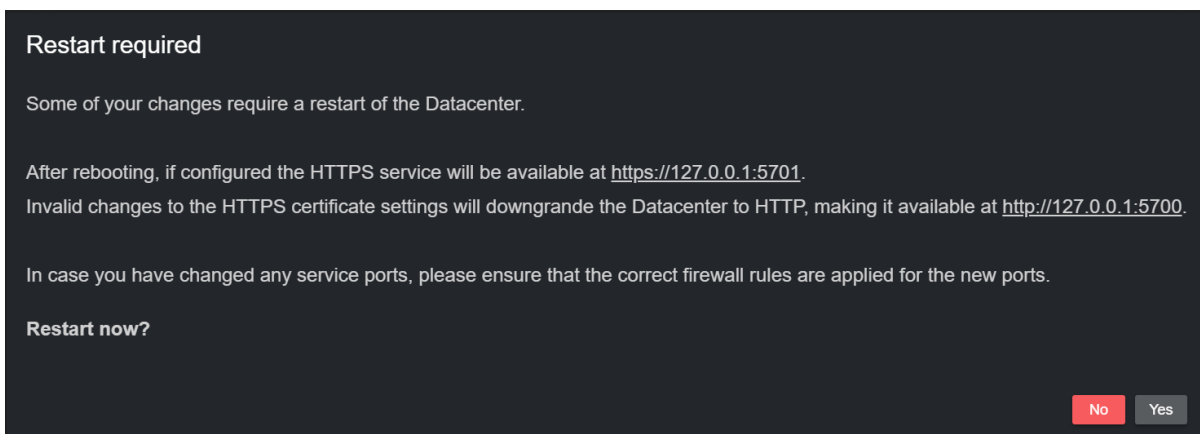 Restart required
Some of your changes require a restart of the Datacenter.
After rebooting, if configured the HTTPS service will be available at https://127.0.0.1:5701.
Invalid changes to the HTTPS certificate settings will downgrande the Datacenter to HTTP, making it available at http://127.0.0.1:5700.
In case you have changed any service ports, please ensure that the correct firewall rules are applied for the new ports.
Restart now?
No Yes